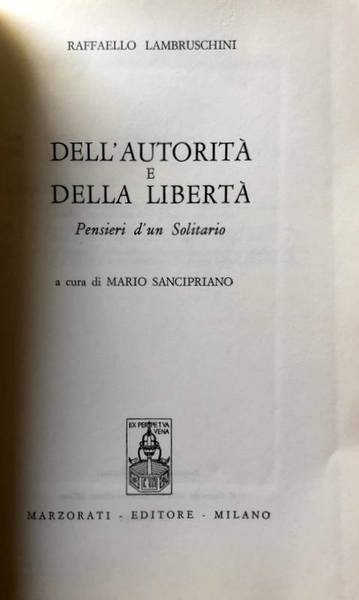 RAFFAELLO LAMBRUSCHINI
DELL'AUTORITÀ
E
DELLA LIBERTÀ
Pensieri d'un Solitario
a cura di MARIO SANCIPRIANO
EX PERPETVA
VENA
MARZORATI - EDITORE - MILANO